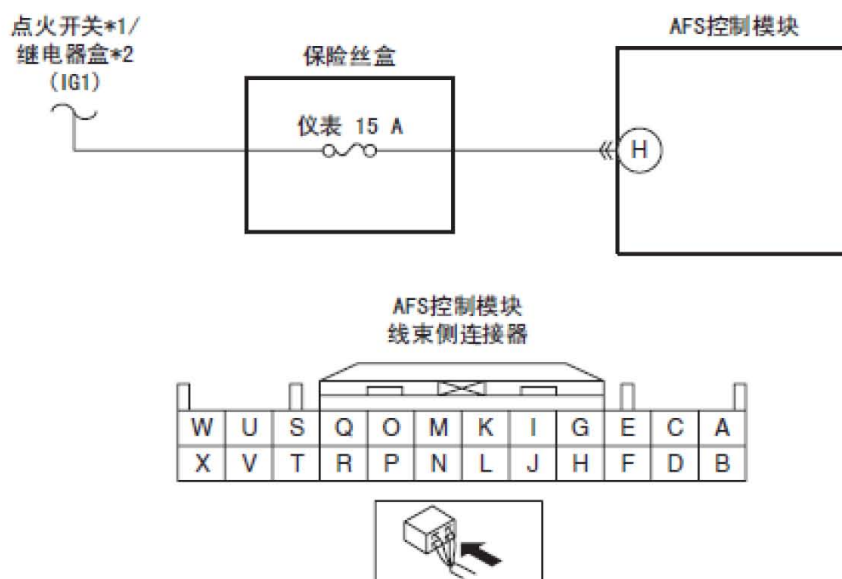 点火开关*1/
继电器盒*2
(IG1)
保险丝盒
仪表 15 A
AFS控制模块
H
AFS控制模块
线束侧连接器
W U S Q O M K I G E C A
X V T R P N L J H F D B